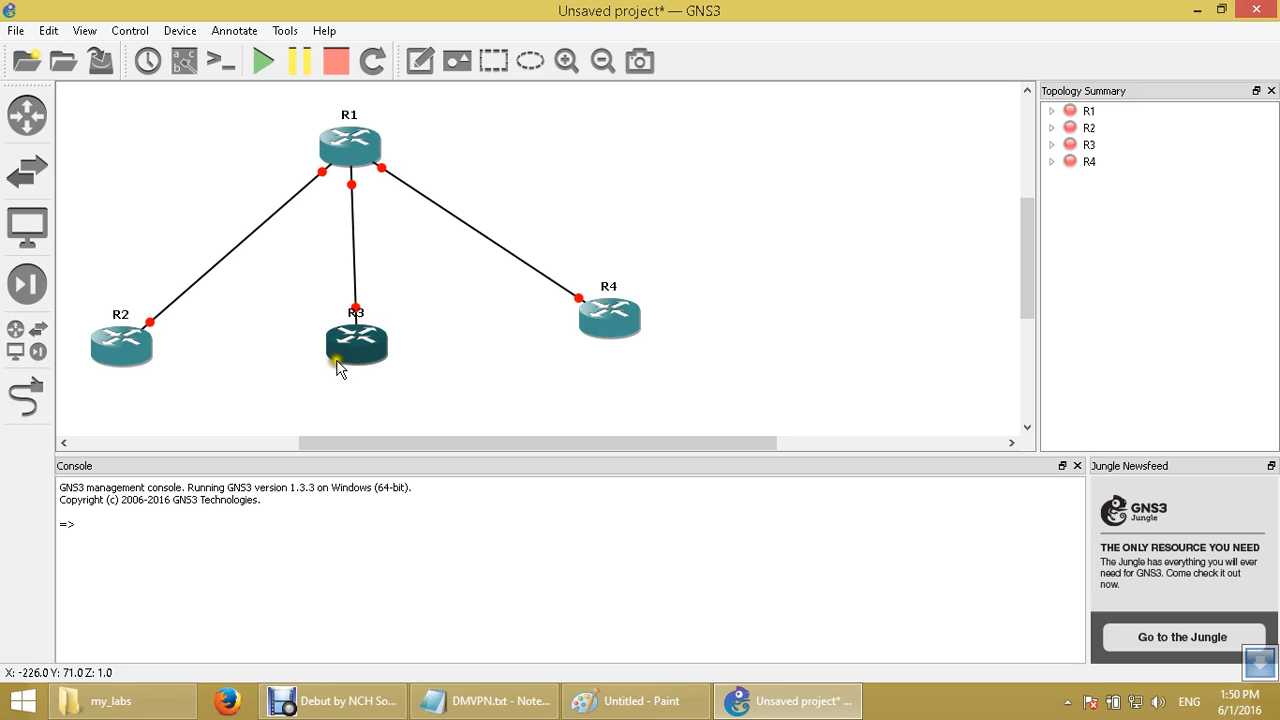 Unsaved project* — GNS3
File Edit View Control Device Annotate Tools Help
R1
R2
R3
R4
Topology Summary
R1
R2
R3
R4
Console
GNS3 management console. Running GNS3 version 1.3.3 on Windows (64-bit).
Copyright (c) 2006-2016 GNS3 Technologies.
=>
Jungle Newsfeed
GNS3
Jungle
THE ONLY RESOURCE YOU NEED
The Jungle has everything you will ever
need for GNS3. Come check it out
now.
Go to the Jungle
X: -226.0 Y: 71.0 Z: 1.0
my_labs
Debut by NCH So...
DMVPN.txt - Note...
Untitled - Paint
Unsaved project* ...
ENG
1:50 PM
6/1/2016